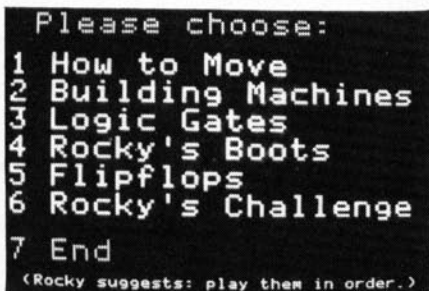 Please choose:
1 How to Move
2 Building Machines
3 Logic Gates
4 Rocky's Boots
5 Flipflops
6 Rocky's Challenge
7 End
(Rocky suggests: play them in order.)